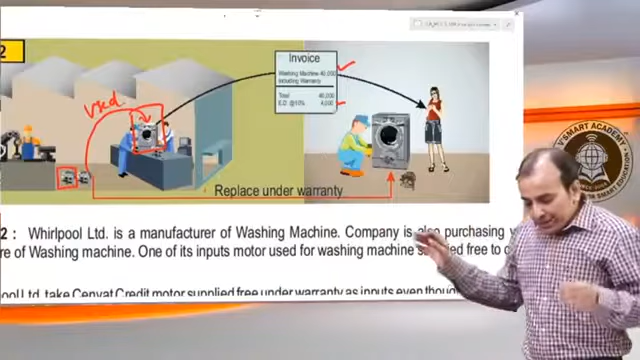 2
Invoice
Washing Machine 40,000
Including Warranty
Total 40,000
E.D. @10% 4,000
Used
Replace under warranty
V'SMART ACADEMY
2 : Whirlpool Ltd. is a manufacturer of Washing Machine. Company is also purchasing
re of Washing machine. One of its inputs motor used for washing machine supplied free to
ool Ltd. take Cenvat Credit motor supplied free under warranty as inputs even